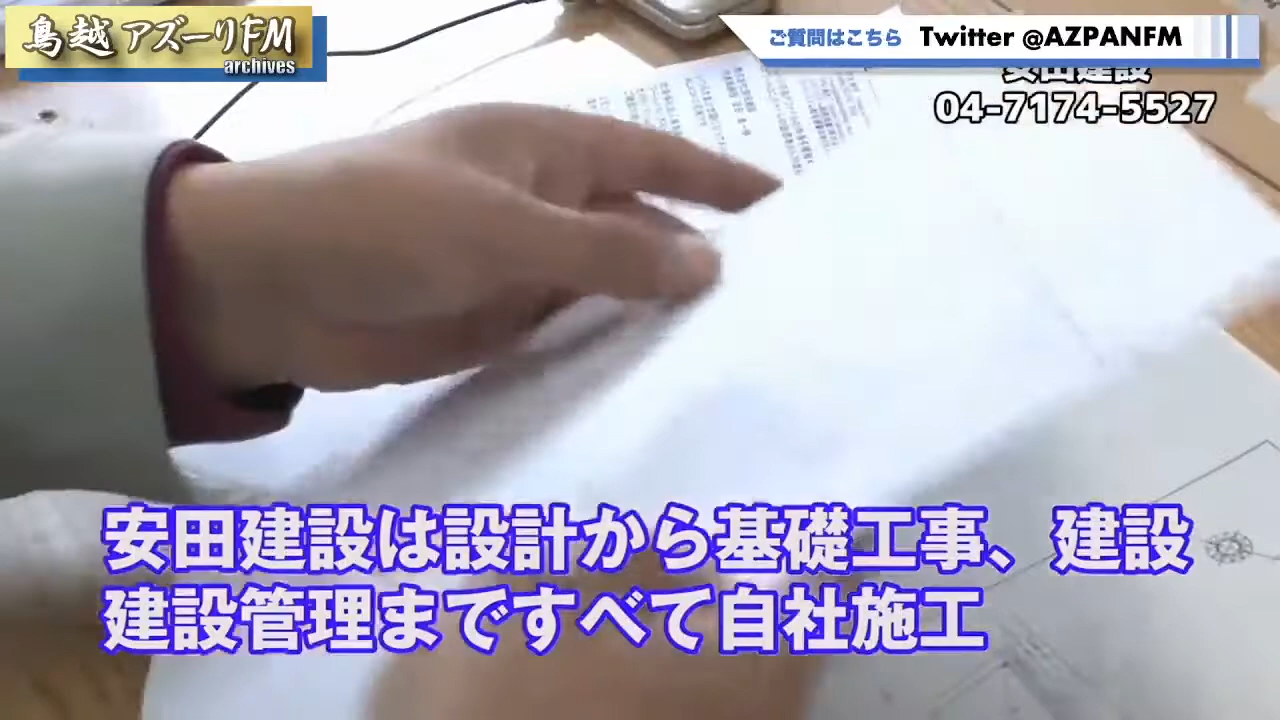 鳥越アズーリFM
archives
ご質問はこちら Twitter @AZPANFM
安田建設
04-7174-5527
安田建設は設計から基礎工事、建設
建設管理まですべて自社施工